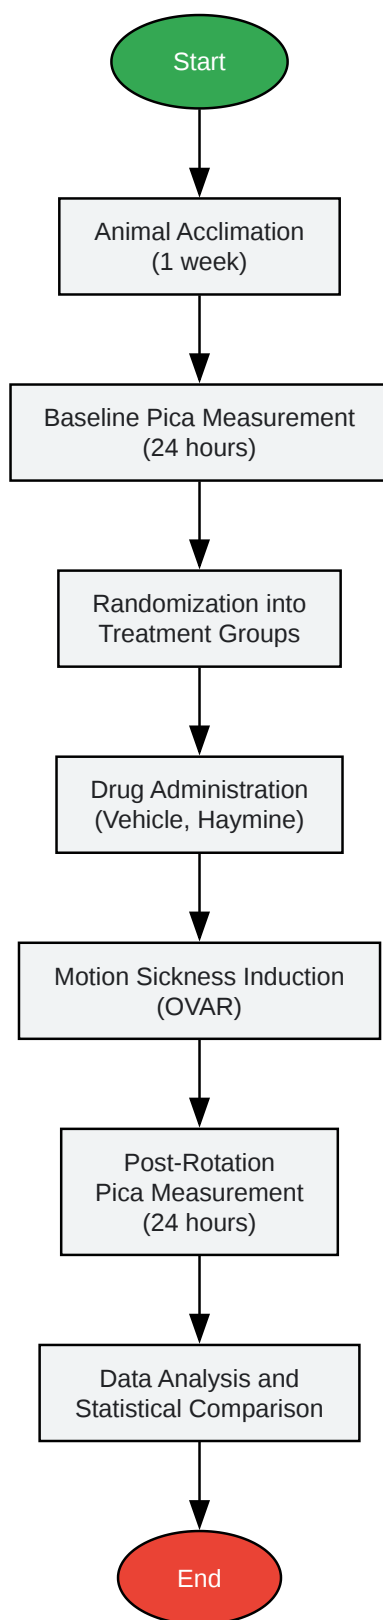 Start
Animal Acclimation
(1 week)
Baseline Pica Measurement
(24 hours)
Randomization into
Treatment Groups
Drug Administration
(Vehicle, Haymine)
Motion Sickness Induction
(OVAR)
Post-Rotation
Pica Measurement
(24 hours)
Data Analysis and
Statistical Comparison
End